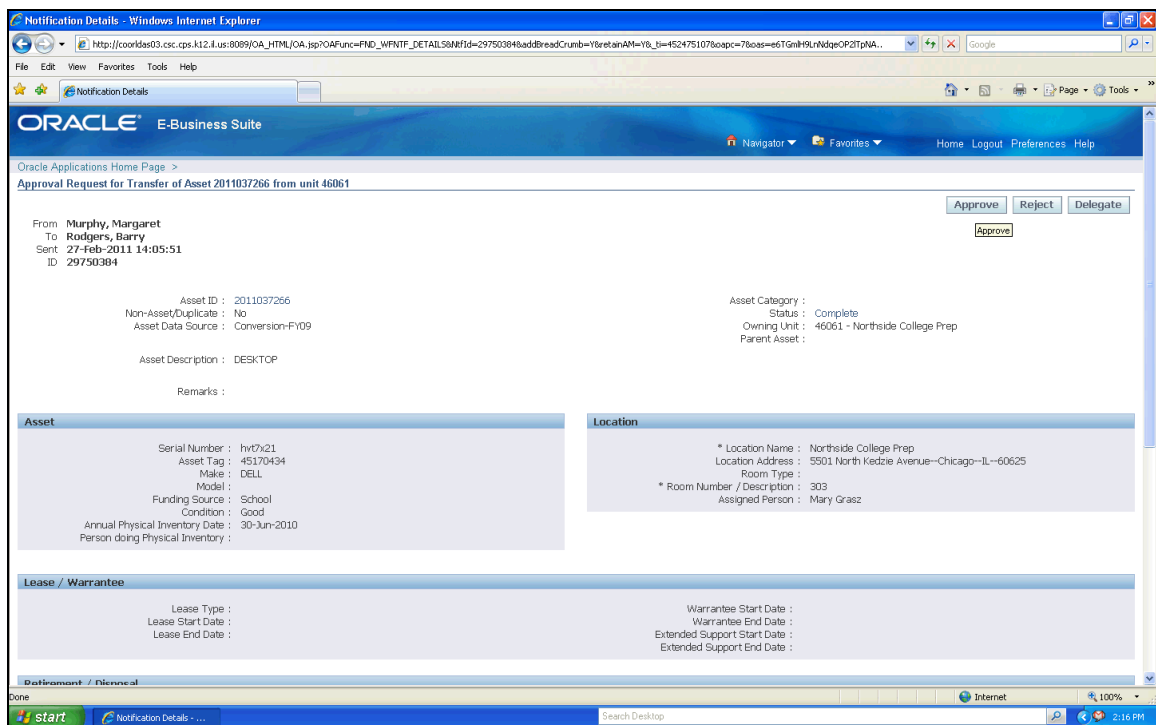 Notification Details - Windows Internet Explorer
http://coorldas03.csc.cps.k12.il.us:8089/OA_HTML/OA.jsp?OAFunc=FND_WFNTF_DETAILS&NtfId=29750384&addBreadCrumb=Y&retainAM=Y&_ti=452475107&oapc=7&oas=e6TGmlH9LnNdqeOP2lTpNA..
Google
File Edit View Favorites Tools Help
Notification Details
Page Tools
ORACLE E-Business Suite
Navigator Favorites Home Logout Preferences Help
Oracle Applications Home Page >
Approval Request for Transfer of Asset 2011037266 from unit 46061
Approve Reject Delegate
Approve
From Murphy, Margaret
To Rodgers, Barry
Sent 27-Feb-2011 14:05:51
ID 29750384
Asset ID : 2011037266
Non-Asset/Duplicate : No
Asset Data Source : Conversion-FY09
Asset Description : DESKTOP
Remarks :
Asset Category :
Status : Complete
Owning Unit : 46061 - Northside College Prep
Parent Asset :
Asset
Serial Number : hvt7x21
Asset Tag : 45170434
Make : DELL
Model :
Funding Source : School
Condition : Good
Annual Physical Inventory Date : 30-Jun-2010
Person doing Physical Inventory :
Location
* Location Name : Northside College Prep
Location Address : 5501 North Kedzie Avenue--Chicago--IL--60625
Room Type :
* Room Number / Description : 303
Assigned Person : Mary Grasz
Lease / Warrantee
Lease Type :
Lease Start Date :
Lease End Date :
Warrantee Start Date :
Warrantee End Date :
Extended Support Start Date :
Extended Support End Date :
Retirement / Disposal
Done Internet 100%
start Notification Details - ... Search Desktop 2:16 PM